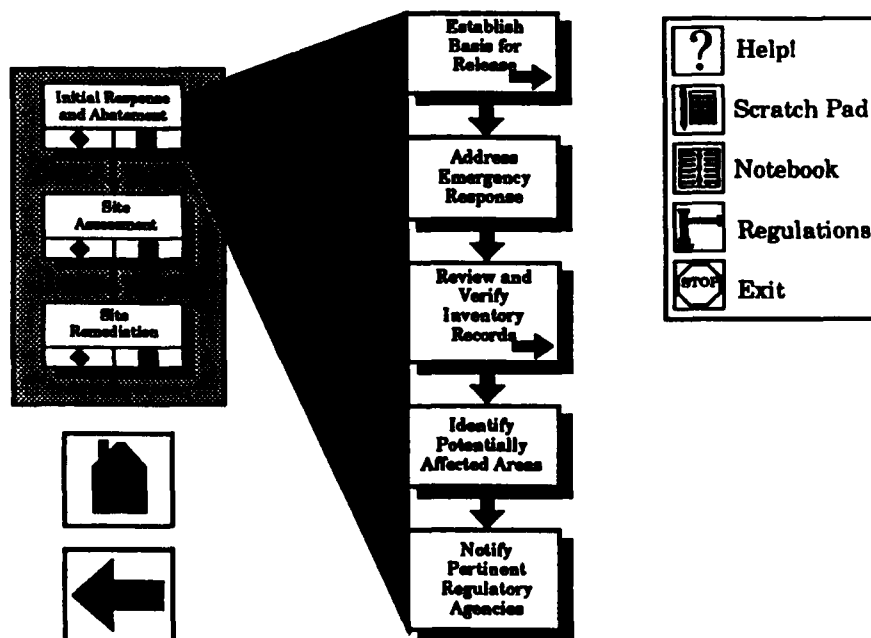 Initial Response
and Abatement
Site
Assessment
Site
Remediation
Establish
Basis for
Release
Address
Emergency
Response
Review and
Verify
Inventory
Records
Identify
Potentially
Affected Areas
Notify
Pertinent
Regulatory
Agencies
?
Help!
Scratch Pad
Notebook
Regulations
STOP
Exit